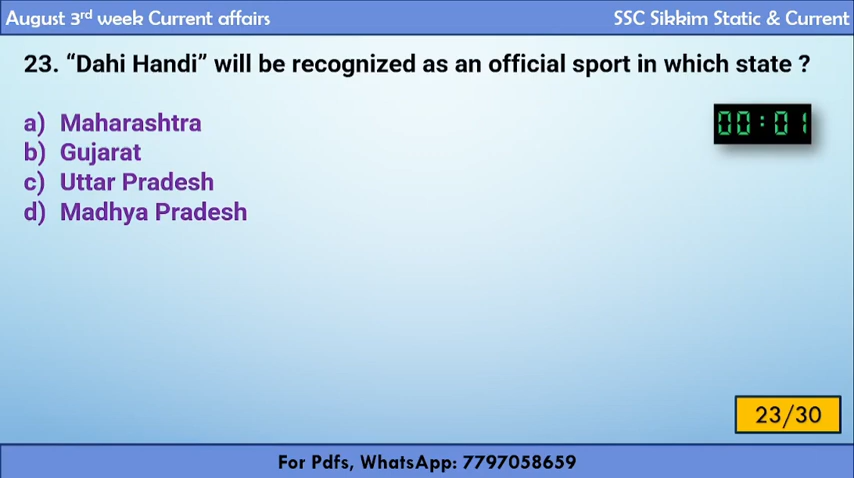 August 3rd week Current affairs
SSC Sikkim Static & Current
23. “Dahi Handi” will be recognized as an official sport in which state ?
00:01
a) Maharashtra
b) Gujarat
c) Uttar Pradesh
d) Madhya Pradesh
23/30
For Pdfs, WhatsApp: 7797058659